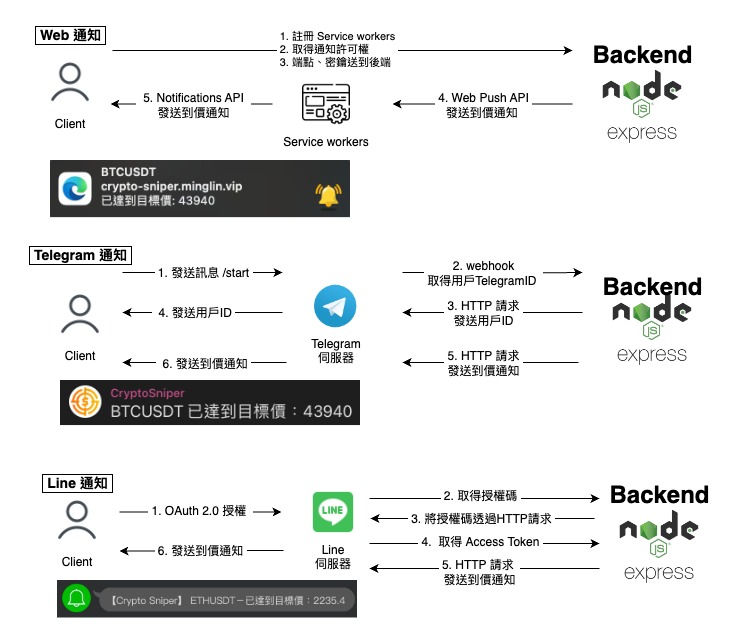 Web 通知
1. 註冊 Service workers
2. 取得通知許可權
3. 端點、密鑰送到後端
Backend
node
JS
express
Client
5. Notifications API
發送到價通知
Service workers
4. Web Push API
發送到價通知
BTCUSDT
crypto-sniper.minglin.vip
已達到目標價: 43940
Telegram 通知
1. 發送訊息 /start
2. webhook
取得用戶TelegramID
Backend
node
JS
express
4. 發送用戶ID
3. HTTP 請求
發送用戶ID
Client
Telegram
伺服器
6. 發送到價通知
5. HTTP 請求
發送到價通知
CryptoSniper
BTCUSDT 已達到目標價：43940
Line 通知
1. OAuth 2.0 授權
LINE
2. 取得授權碼
Backend
node
JS
express
3. 將授權碼透過HTTP請求
Client
6. 發送到價通知
Line
伺服器
4. 取得 Access Token
5. HTTP 請求
發送到價通知
【Crypto Sniper】 ETHUSDT－已達到目標價：2235.4